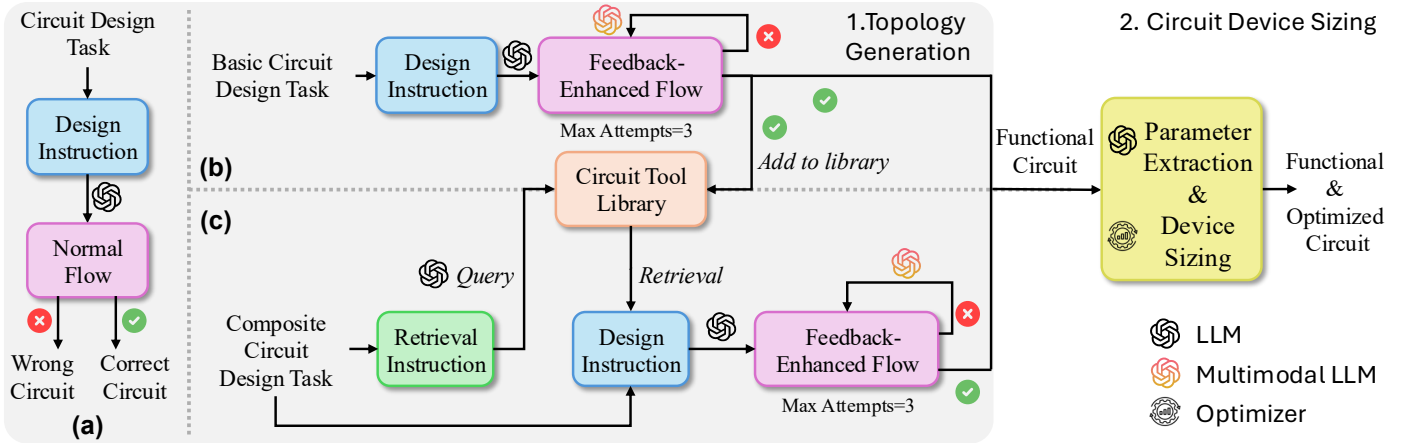 Circuit Design
Task
Design
Instruction
Normal
Flow
Wrong
Circuit
Correct
Circuit
(a)
1.Topology
Generation
Basic Circuit
Design Task
Design
Instruction
Feedback-
Enhanced Flow
Max Attempts=3
(b)
Add to library
Circuit Tool
Library
(c)
Query
Retrieval
Composite
Circuit
Design Task
Retrieval
Instruction
Design
Instruction
Feedback-
Enhanced Flow
Max Attempts=3
2. Circuit Device Sizing
Functional
Circuit
Parameter
Extraction
&
Device
Sizing
Functional
&
Optimized
Circuit
LLM
Multimodal LLM
Optimizer